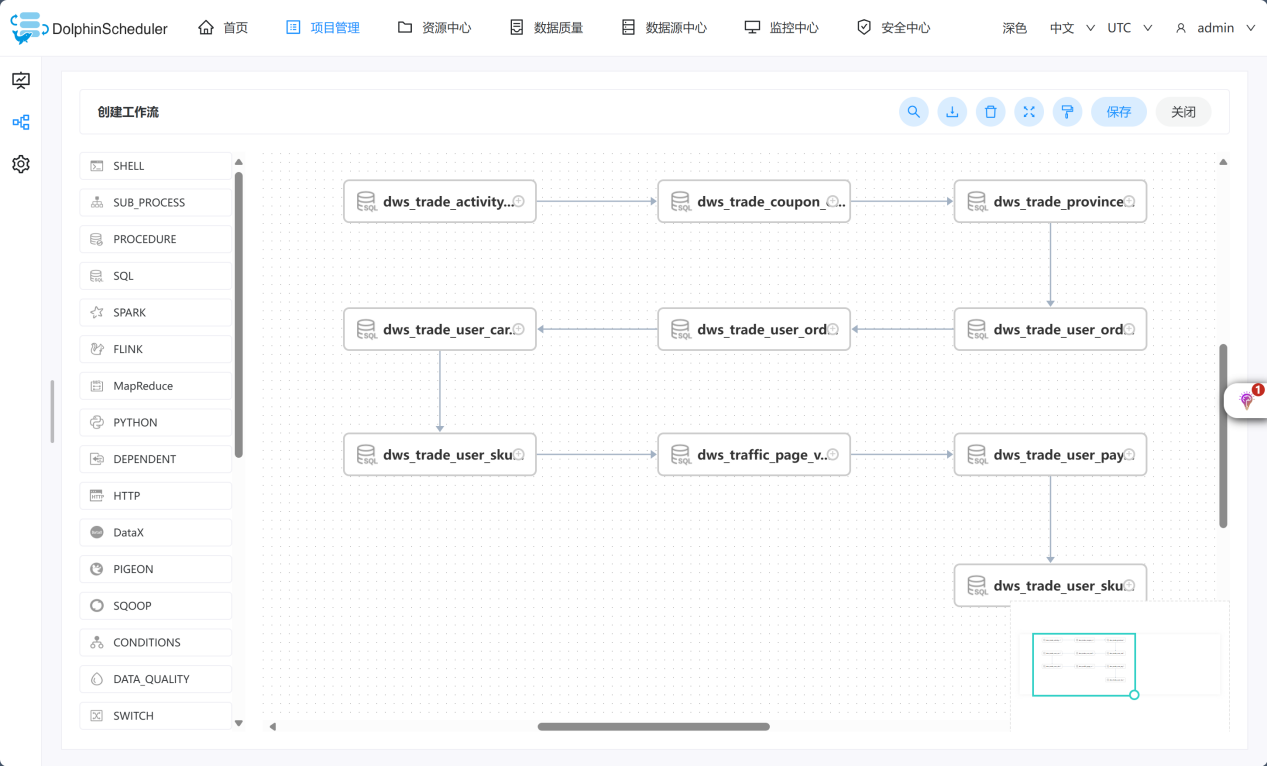 DolphinScheduler 首页 项目管理 资源中心 数据质量 数据源中心 监控中心 安全中心 深色 中文 UTC admin
创建工作流 保存 关闭
SHELL
SUB_PROCESS
PROCEDURE
SQL
SPARK
FLINK
MapReduce
PYTHON
DEPENDENT
HTTP
DataX
PIGEON
SQOOP
CONDITIONS
DATA_QUALITY
SWITCH
dws_trade_activity... dws_trade_coupon_... dws_trade_province...
dws_trade_user_car... dws_trade_user_ord... dws_trade_user_ord...
dws_trade_user_sku... dws_traffic_page_v... dws_trade_user_pay...
dws_trade_user_sku...
1